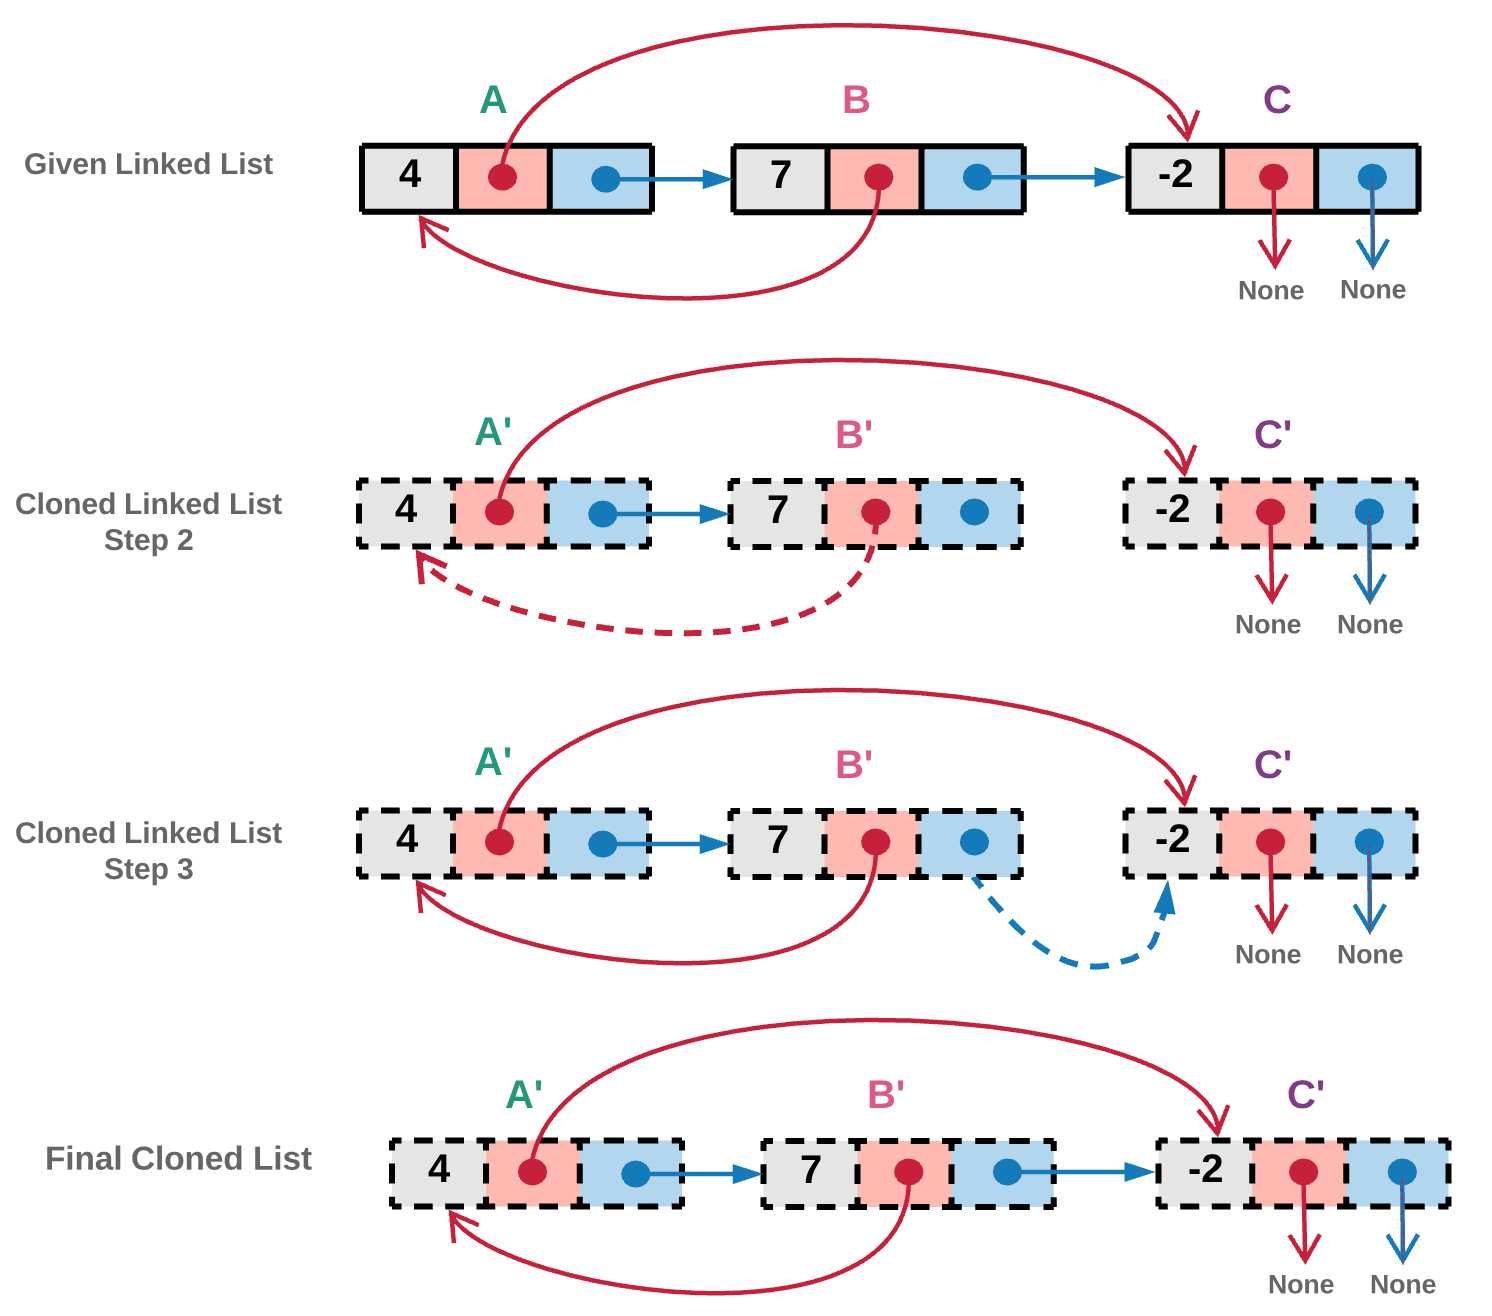 A B C
Given Linked List 4 7 -2
None None
A' B' C'
Cloned Linked List
Step 2
4 7 -2
None None
A' B' C'
Cloned Linked List
Step 3
4 7 -2
None None
A' B' C'
Final Cloned List 4 7 -2
None None